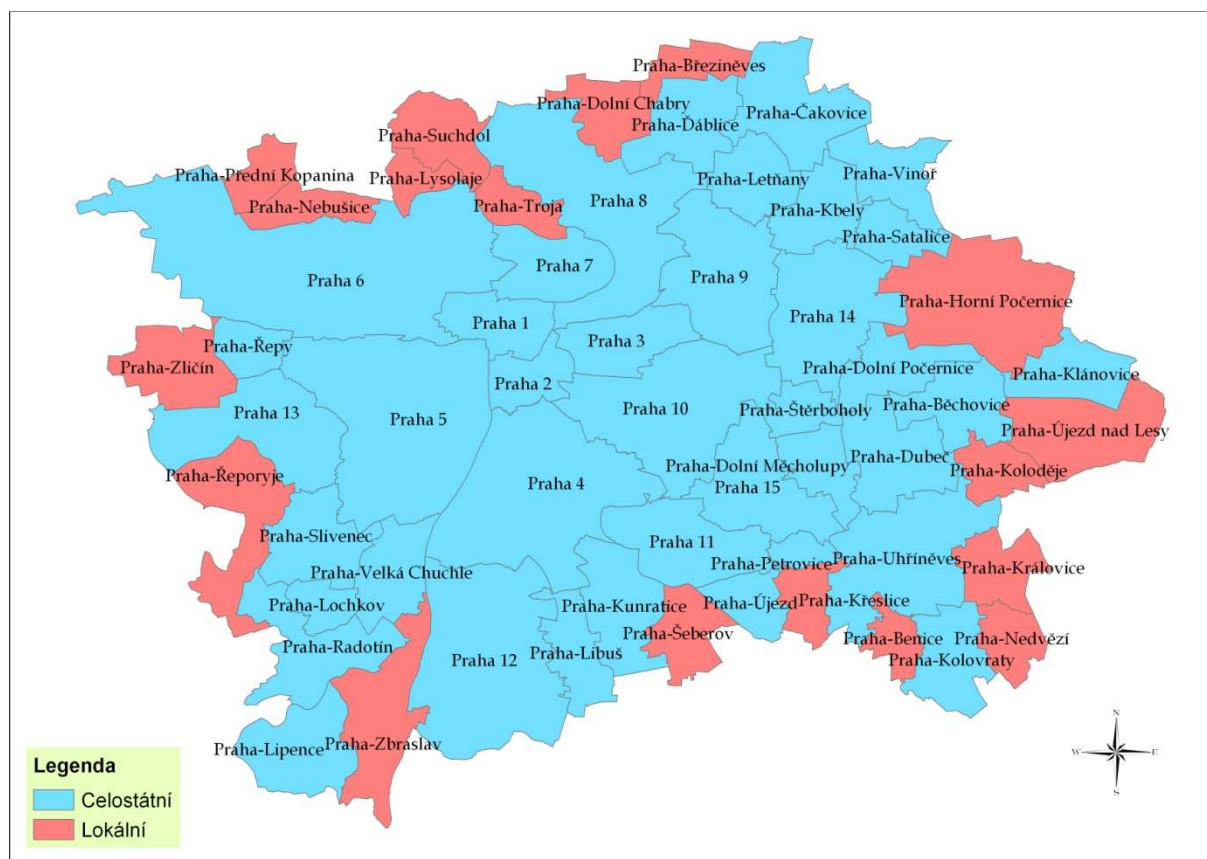 Praha-Březiněves
Praha-Dolní Chabry
Praha-Čakovice
Praha-Ďáblice
Praha-Suchdol
Praha-Vinoř
Praha-Prední Kopanina
Praha-Lysolaje
Praha-Letňany
Praha-Nebušice
Praha-Troja
Praha 8
Praha-Kbely
Praha-Satalice
Praha 7
Praha 9
Praha 6
Praha-Horní Počernice
Praha 14
Praha 1
Praha 3
Praha-Řepy
Praha-Zličín
Praha 2
Praha-Dolní Počernice
Praha-Klánovice
Praha 13
Praha 5
Praha 10
Praha-Štěrboholy
Praha-Běchovice
Praha-Újezd nad Lesy
Praha-Řeporyje
Praha-Dolní Měcholupy
Praha-Dubeč
Praha-Koloděje
Praha 4
Praha 15
Praha-Slivenec
Praha 11
Praha-Petrovice
Praha-Uhříněves
Praha-Královice
Praha-Velká Chuchle
Praha-Lochkov
Praha-Kunratice
Praha-Újezd
Praha-Křeslice
Praha-Šeberov
Praha-Benice
Praha-Nedvězí
Praha-Radotín
Praha 12
Praha-Libuš
Praha-Kolovraty
Praha-Lipence
Praha-Zbraslav
N
W
E
S
Legenda
Celostátní
Lokální